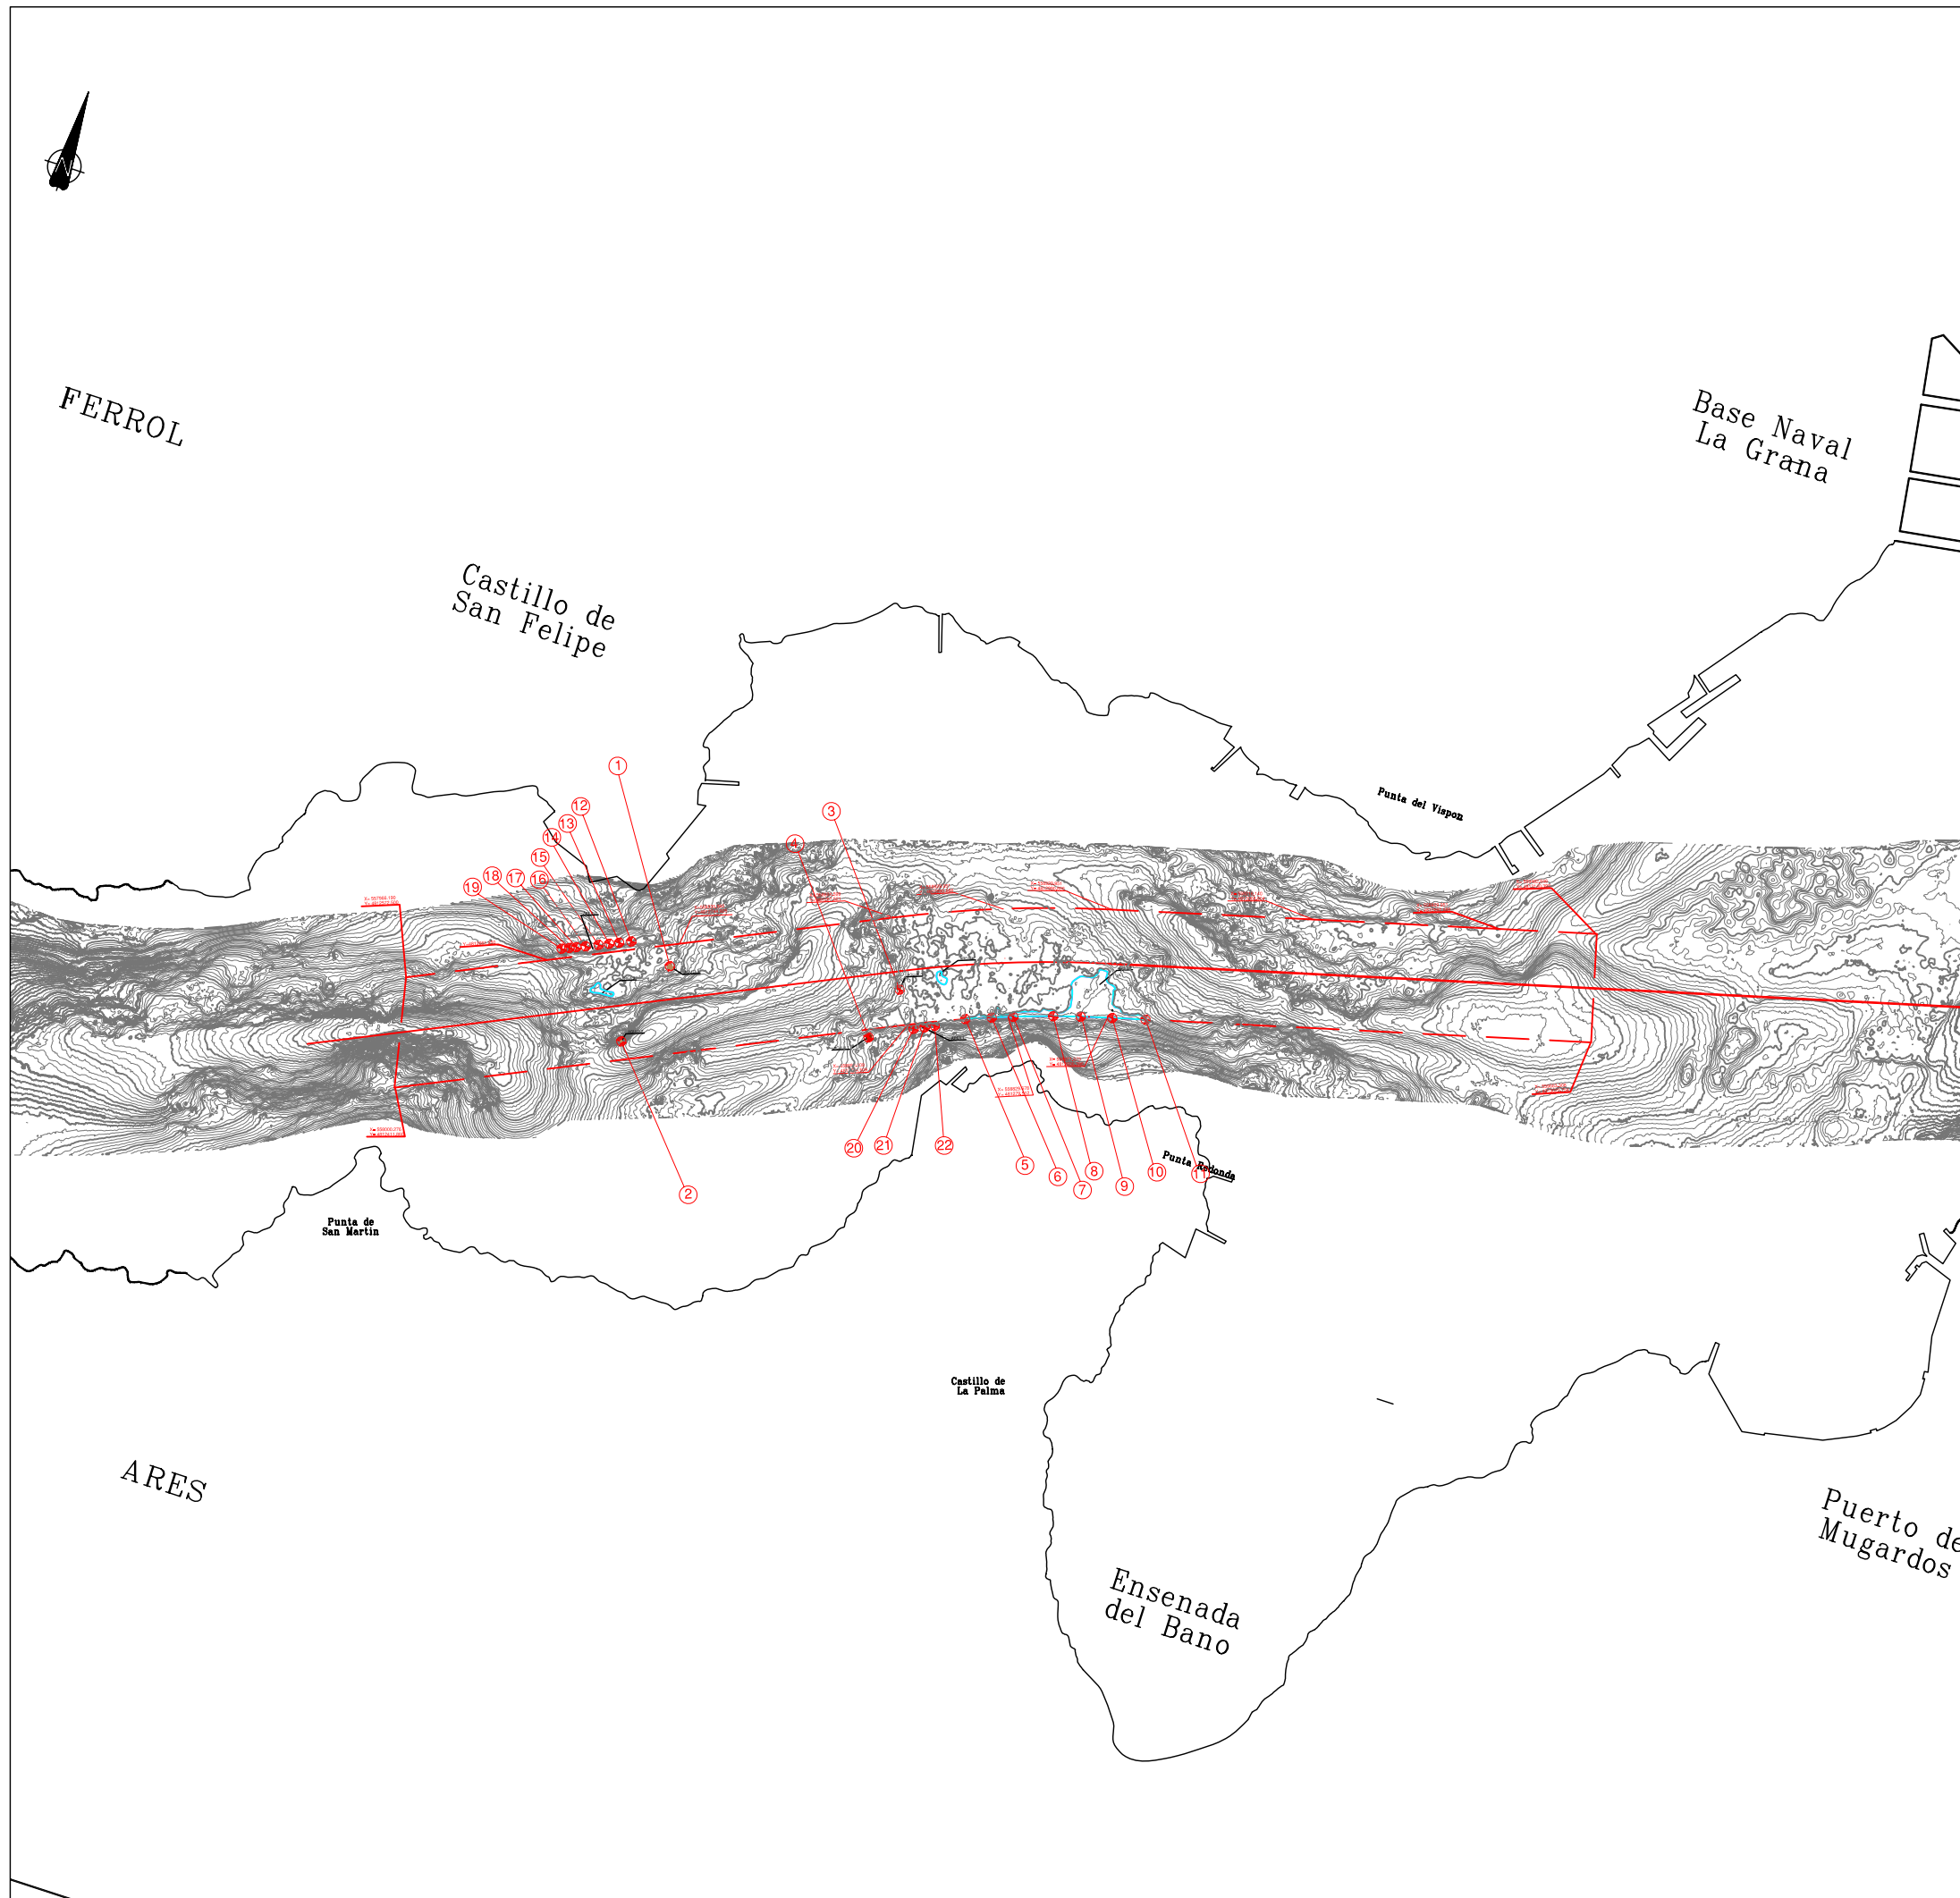 N
FERROL
Base Naval
La Grana
Castillo de
San Felipe
1
Punta del Vispon
12
3
13
14
4
15
18
17
16
19
20
21
22
5
6
7
8
9
10
11
Punta Redonda
2
Punta de
San Martin
Castillo de
La Palma
ARES
Puerto de
Mugardos
Ensenada
del Bano